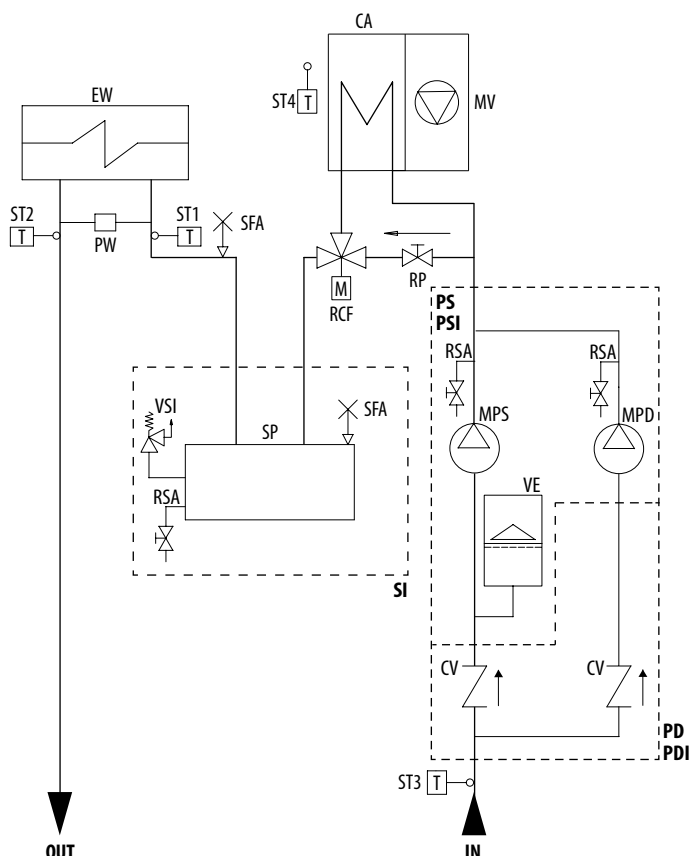 CA
EW
ST4
T
MV
ST2
T
PW
ST1
T
SFA
M
RCF
RP
PS
PSI
RSA
RSA
MPS
MPD
VSI
SFA
SP
RSA
VE
SI
CV
CV
PD
PDI
ST3
T
OUT
IN